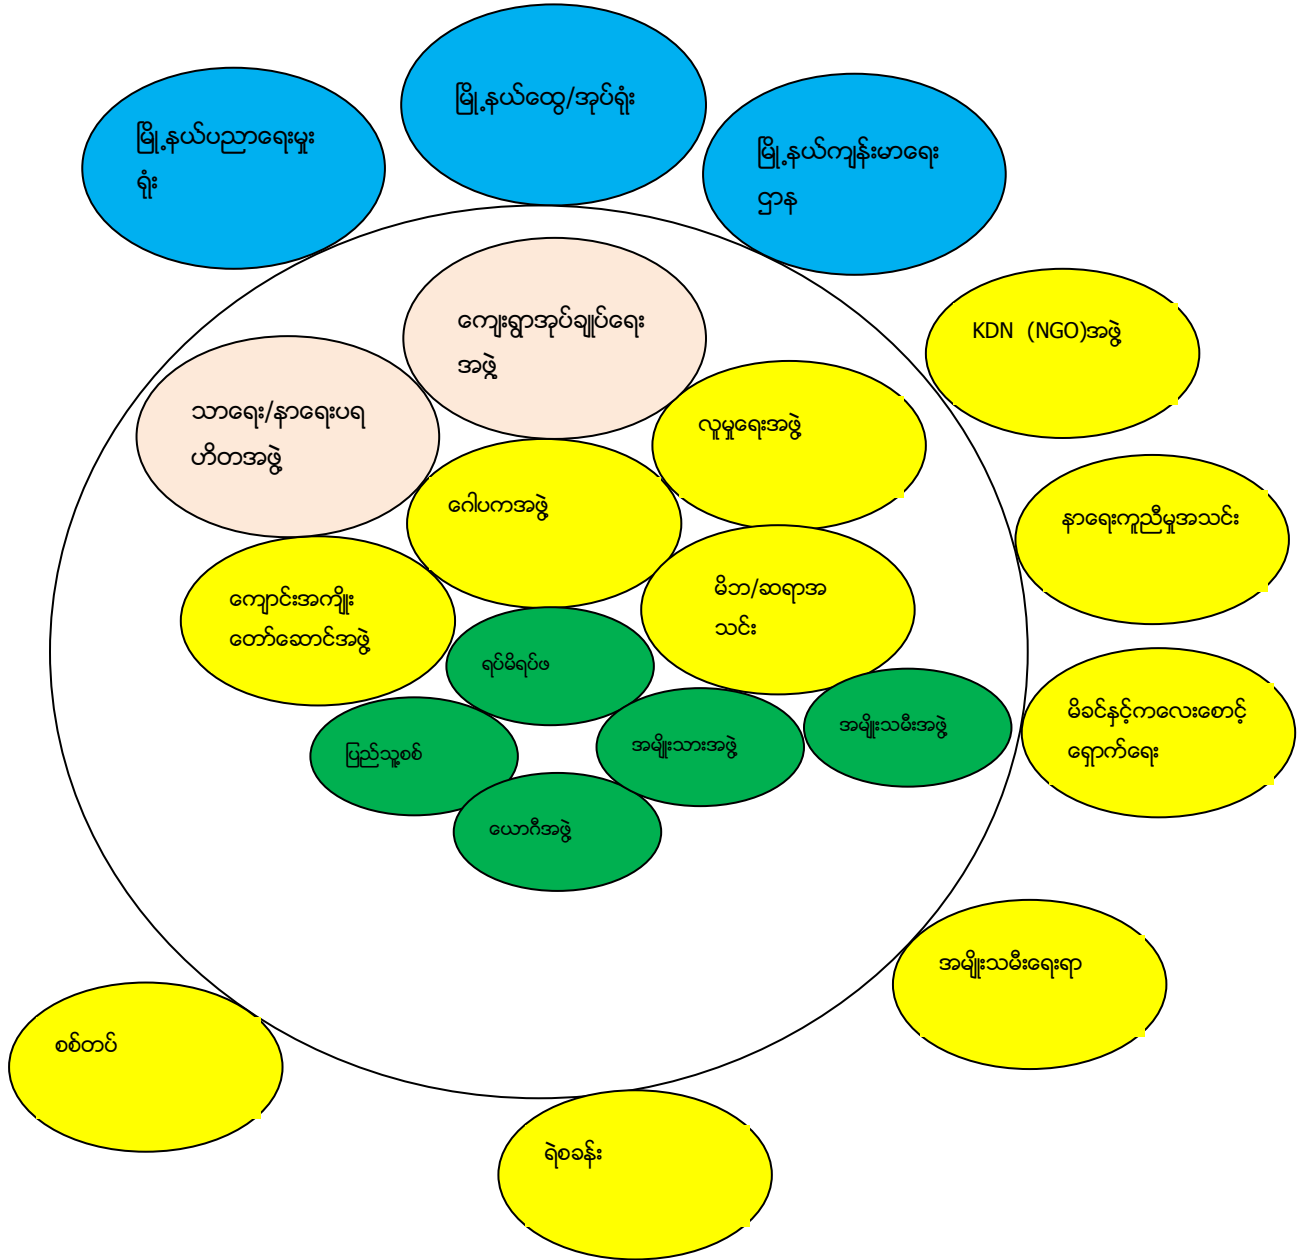 မြို့နယ်ထွေ/အုပ်ရုံး
မြို့နယ်ပညာရေးမှုး
ရုံး
မြို့နယ်ကျန်းမာရေး
ဌာန
ကျေးရွာအုပ်ချုပ်ရေး
အဖွဲ့
KDN (NGO)အဖွဲ့
သာရေး/နာရေးပရ
ဟိတအဖွဲ့
လူမှုရေးအဖွဲ့
ဂေါပကအဖွဲ့
နာရေးကူညီမှုအသင်း
ကျောင်းအကျိုး
တော်ဆောင်အဖွဲ့
မိဘ/ဆရာအ
သင်း
ရပ်မိရပ်ဖ
မိခင်နှင့်ကလေးစောင့်
ရှောက်ရေး
ပြည်သူ့စစ်
အမျိုးသားအဖွဲ့
အမျိုးသမီးအဖွဲ့
ယောဂီအဖွဲ့
အမျိုးသမီးရေးရာ
စစ်တပ်
ရဲစခန်း